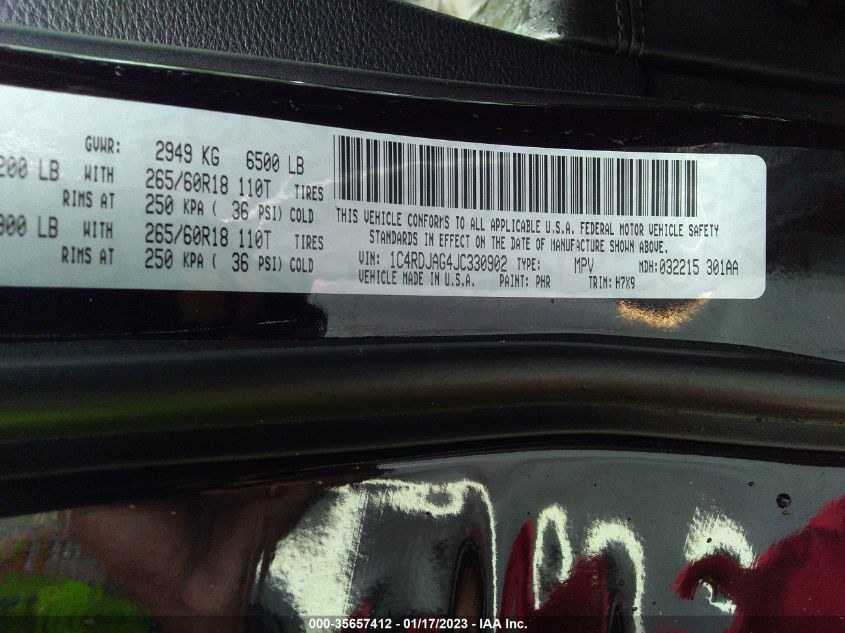 GVWR: 2949 KG 6500 LB
200 LB WITH 265/60R18 110T TIRES
RIMS AT 250 KPA ( 36 PSI) COLD
900 LB WITH 265/60R18 110T TIRES
RIMS AT 250 KPA ( 36 PSI) COLD
THIS VEHICLE CONFORMS TO ALL APPLICABLE U.S.A. FEDERAL MOTOR VEHICLE SAFETY
STANDARDS IN EFFECT ON THE DATE OF MANUFACTURE SHOWN ABOVE.
VIN: 1C4RDJAG4JC330902 TYPE: MPV MDH: 032215 301AA
VEHICLE MADE IN U.S.A. PAINT: PHR TRIM: H7X9
000-35657412 - 01/17/2023 - IAA Inc.